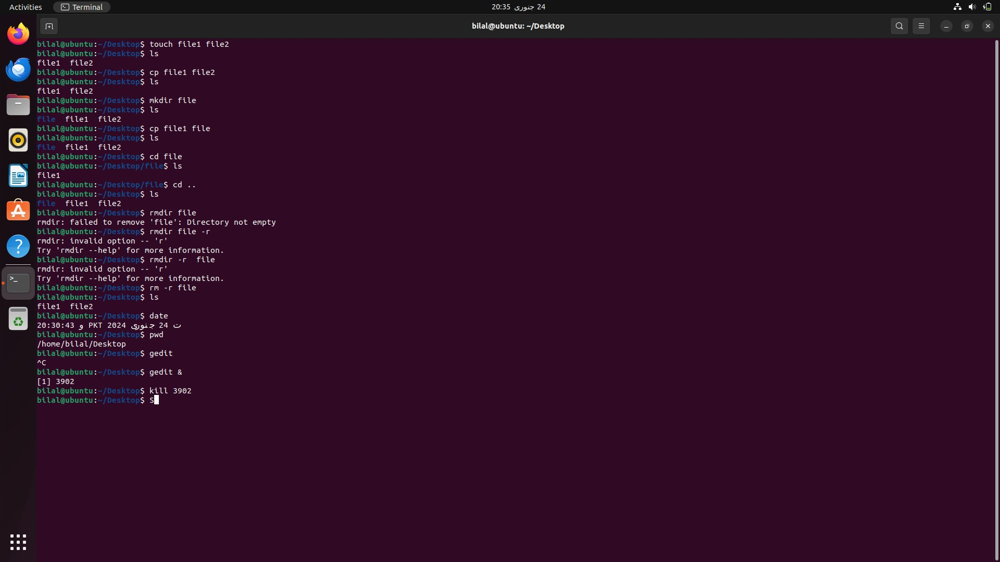 Activities
Terminal
24 جنوری 20:35
bilal@ubuntu: ~/Desktop
bilal@ubuntu:~/Desktop$ touch file1 file2
bilal@ubuntu:~/Desktop$ ls
file1  file2
bilal@ubuntu:~/Desktop$ cp file1 file2
bilal@ubuntu:~/Desktop$ ls
file1  file2
bilal@ubuntu:~/Desktop$ mkdir file
bilal@ubuntu:~/Desktop$ ls
file  file1  file2
bilal@ubuntu:~/Desktop$ cp file1 file
bilal@ubuntu:~/Desktop$ ls
file  file1  file2
bilal@ubuntu:~/Desktop$ cd file
bilal@ubuntu:~/Desktop/file$ ls
file1
bilal@ubuntu:~/Desktop/file$ cd ..
bilal@ubuntu:~/Desktop$ ls
file  file1  file2
bilal@ubuntu:~/Desktop$ rmdir file
rmdir: failed to remove 'file': Directory not empty
bilal@ubuntu:~/Desktop$ rmdir file -r
rmdir: invalid option -- 'r'
Try 'rmdir --help' for more information.
bilal@ubuntu:~/Desktop$ rmdir -r  file
rmdir: invalid option -- 'r'
Try 'rmdir --help' for more information.
bilal@ubuntu:~/Desktop$ rm -r file
bilal@ubuntu:~/Desktop$ ls
file1  file2
bilal@ubuntu:~/Desktop$ date
ت 24 جنوری 2024 PKT و 20:30:43
bilal@ubuntu:~/Desktop$ pwd
/home/bilal/Desktop
bilal@ubuntu:~/Desktop$ gedit
^C
bilal@ubuntu:~/Desktop$ gedit &
[1] 3902
bilal@ubuntu:~/Desktop$ kill 3902
bilal@ubuntu:~/Desktop$ S